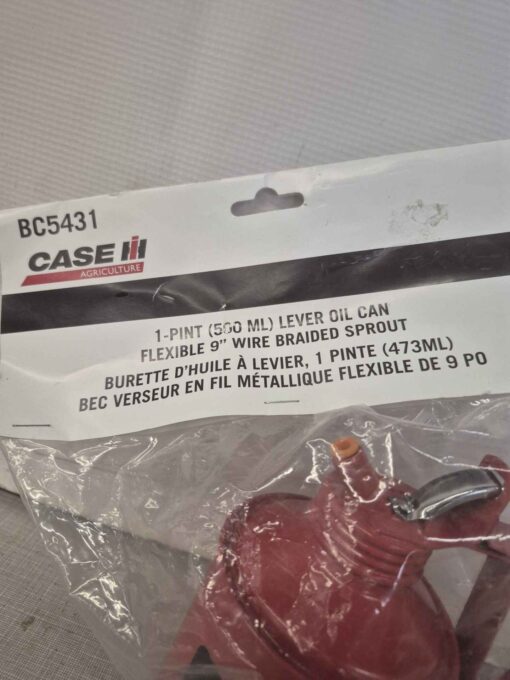 BC5431
CASE IH
AGRICULTURE
1-PINT (500 ML) LEVER OIL CAN
FLEXIBLE 9" WIRE BRAIDED SPROUT
BURETTE D'HUILE À LEVIER, 1 PINTE (473ML)
BEC VERSEUR EN FIL MÉTALLIQUE FLEXIBLE DE 9 PO